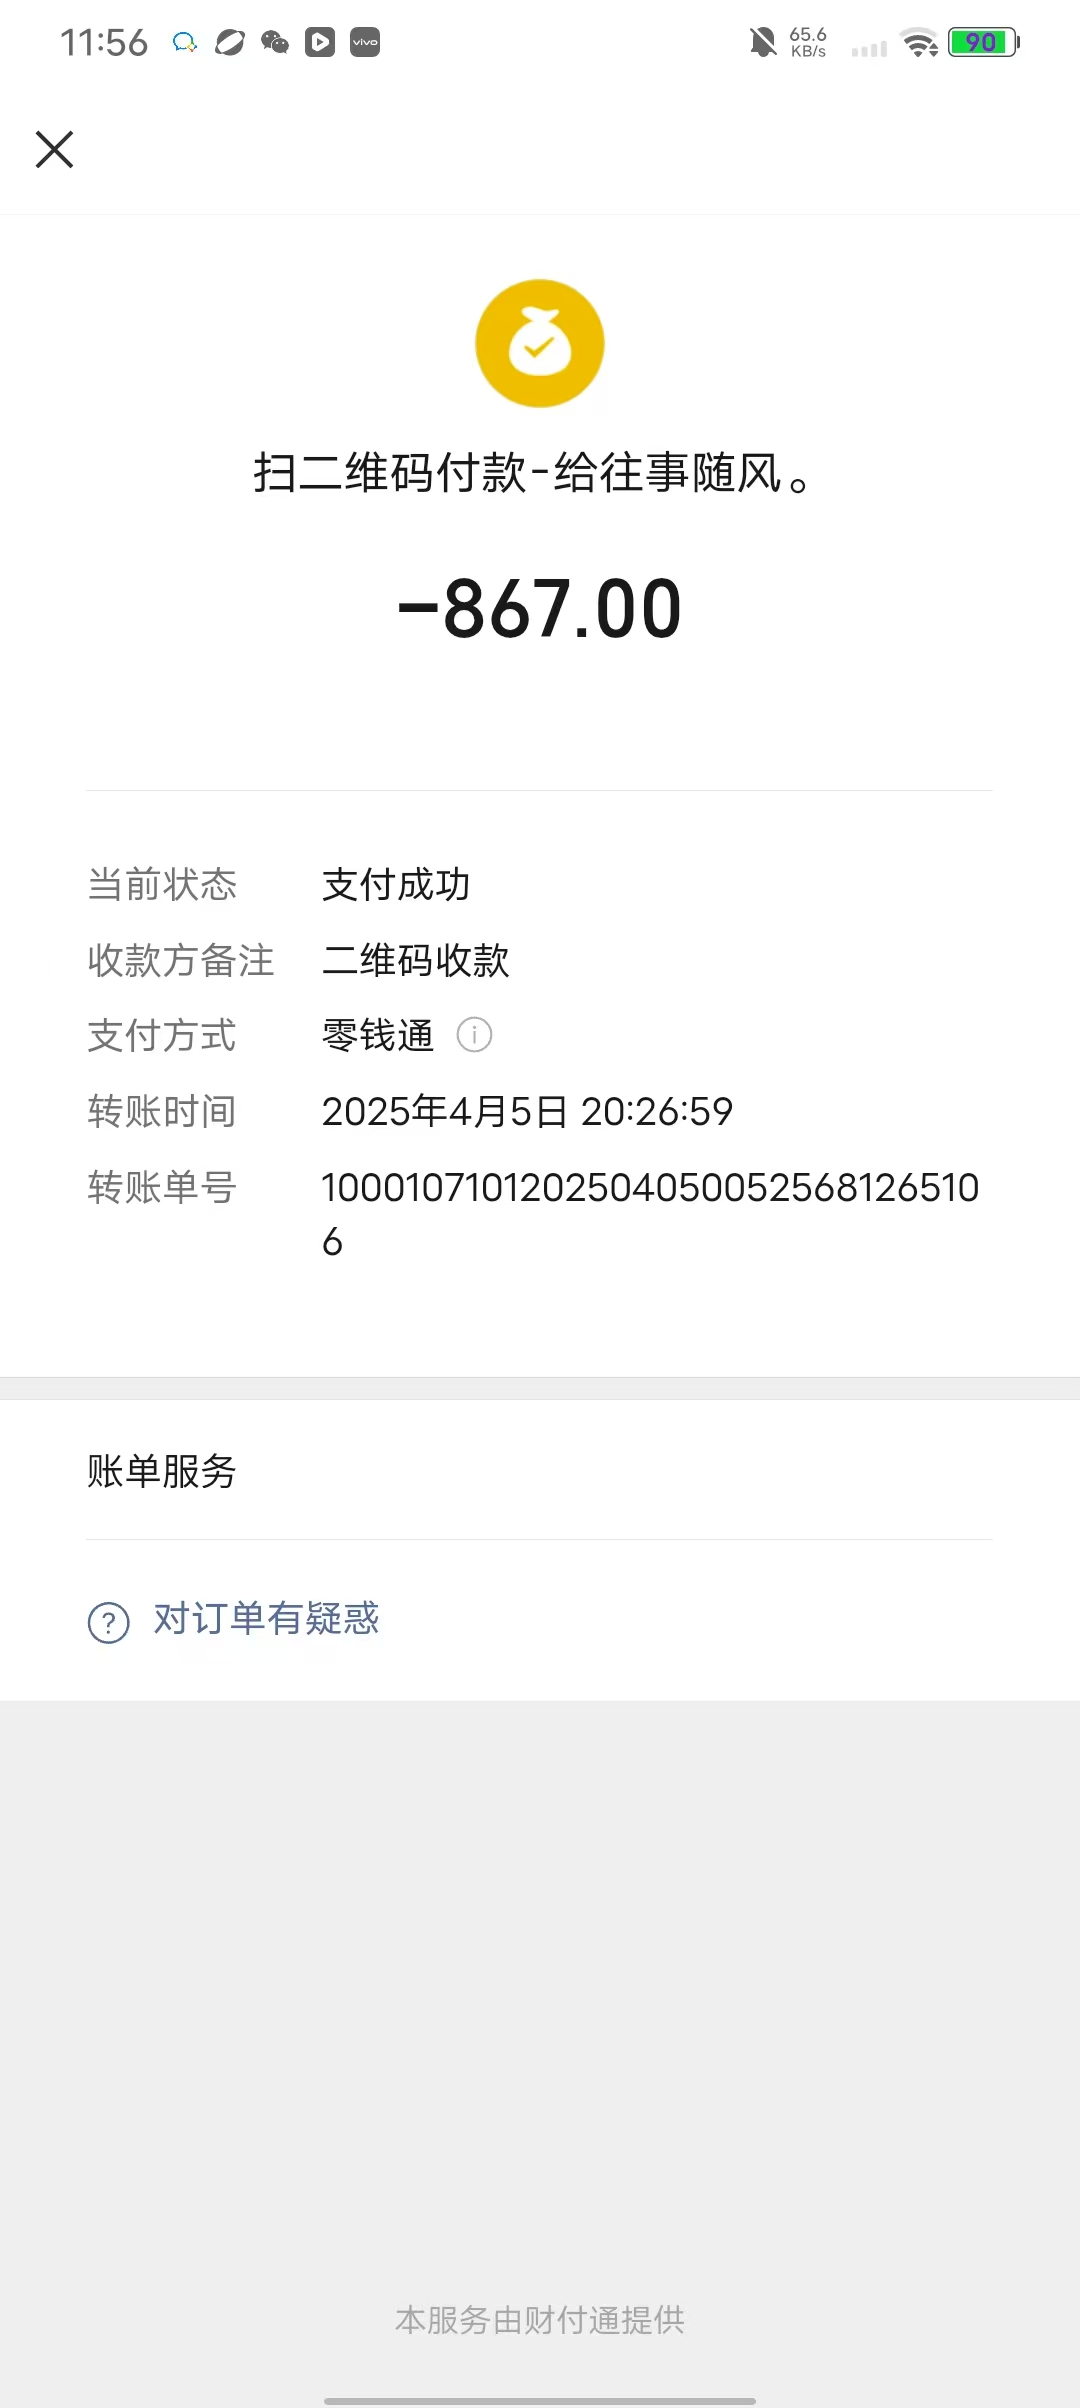 11:56
vivo
65.6
KB/s
90
扫二维码付款-给往事随风。
-867.00
当前状态 支付成功
收款方备注 二维码收款
支付方式 零钱通
转账时间 2025年4月5日 20:26:59
转账单号 100010710120250405005256812651​0
6
账单服务
对订单有疑惑
本服务由财付通提供